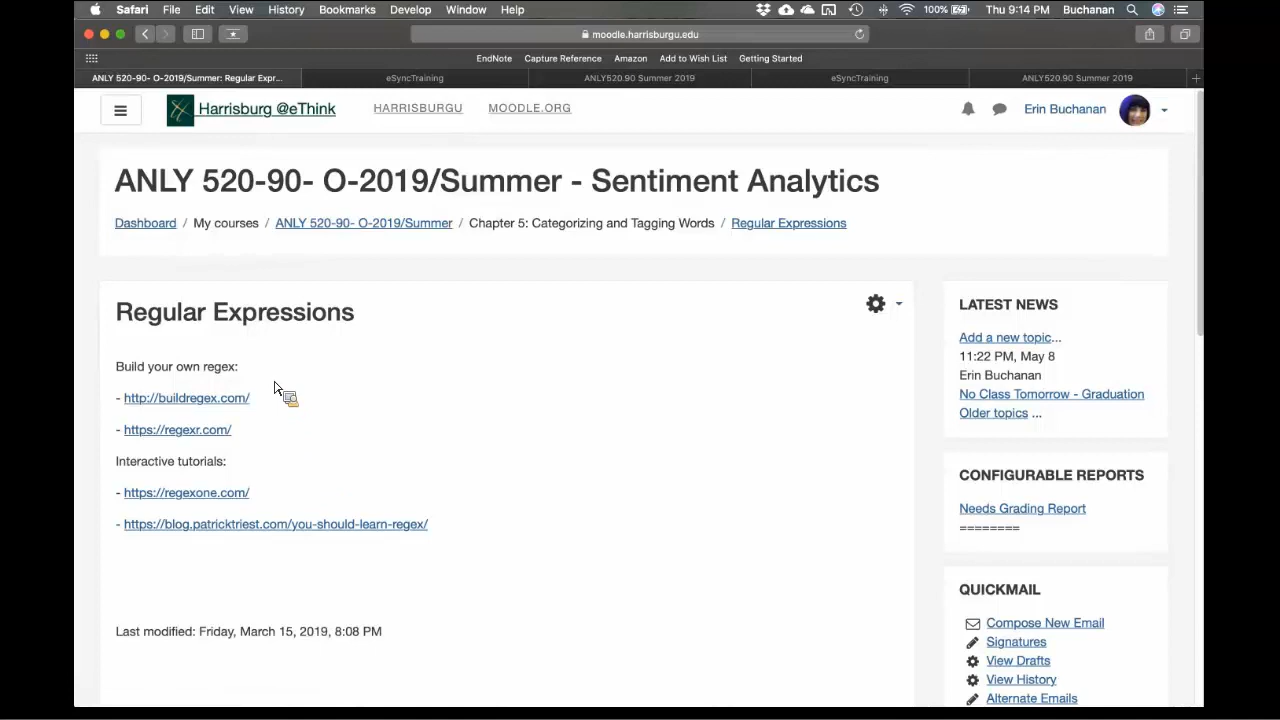 Safari File Edit View History Bookmarks Develop Window Help 100% Thu 9:14 PM Buchanan
moodle.harrisburgu.edu
EndNote Capture Reference Amazon Add to Wish List Getting Started
ANLY 520-90- O-2019/Summer: Regular Expr... eSyncTraining ANLY520.90 Summer 2019 eSyncTraining ANLY520.90 Summer 2019
Harrisburg @eThink HARRISBURGU MOODLE.ORG Erin Buchanan
ANLY 520-90- O-2019/Summer - Sentiment Analytics
Dashboard / My courses / ANLY 520-90- O-2019/Summer / Chapter 5: Categorizing and Tagging Words / Regular Expressions
Regular Expressions
Build your own regex:
- http://buildregex.com/
- https://regexr.com/
Interactive tutorials:
- https://regexone.com/
- https://blog.patricktriest.com/you-should-learn-regex/
Last modified: Friday, March 15, 2019, 8:08 PM
LATEST NEWS
Add a new topic...
11:22 PM, May 8
Erin Buchanan
No Class Tomorrow - Graduation
Older topics ...
CONFIGURABLE REPORTS
Needs Grading Report
========
QUICKMAIL
Compose New Email
Signatures
View Drafts
View History
Alternate Emails